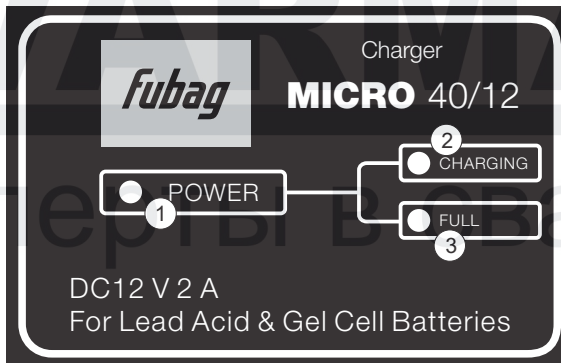 Charger
fubag
MICRO 40/12
2
CHARGING
POWER
1
FULL
3
DC12 V 2 A
For Lead Acid & Gel Cell Batteries